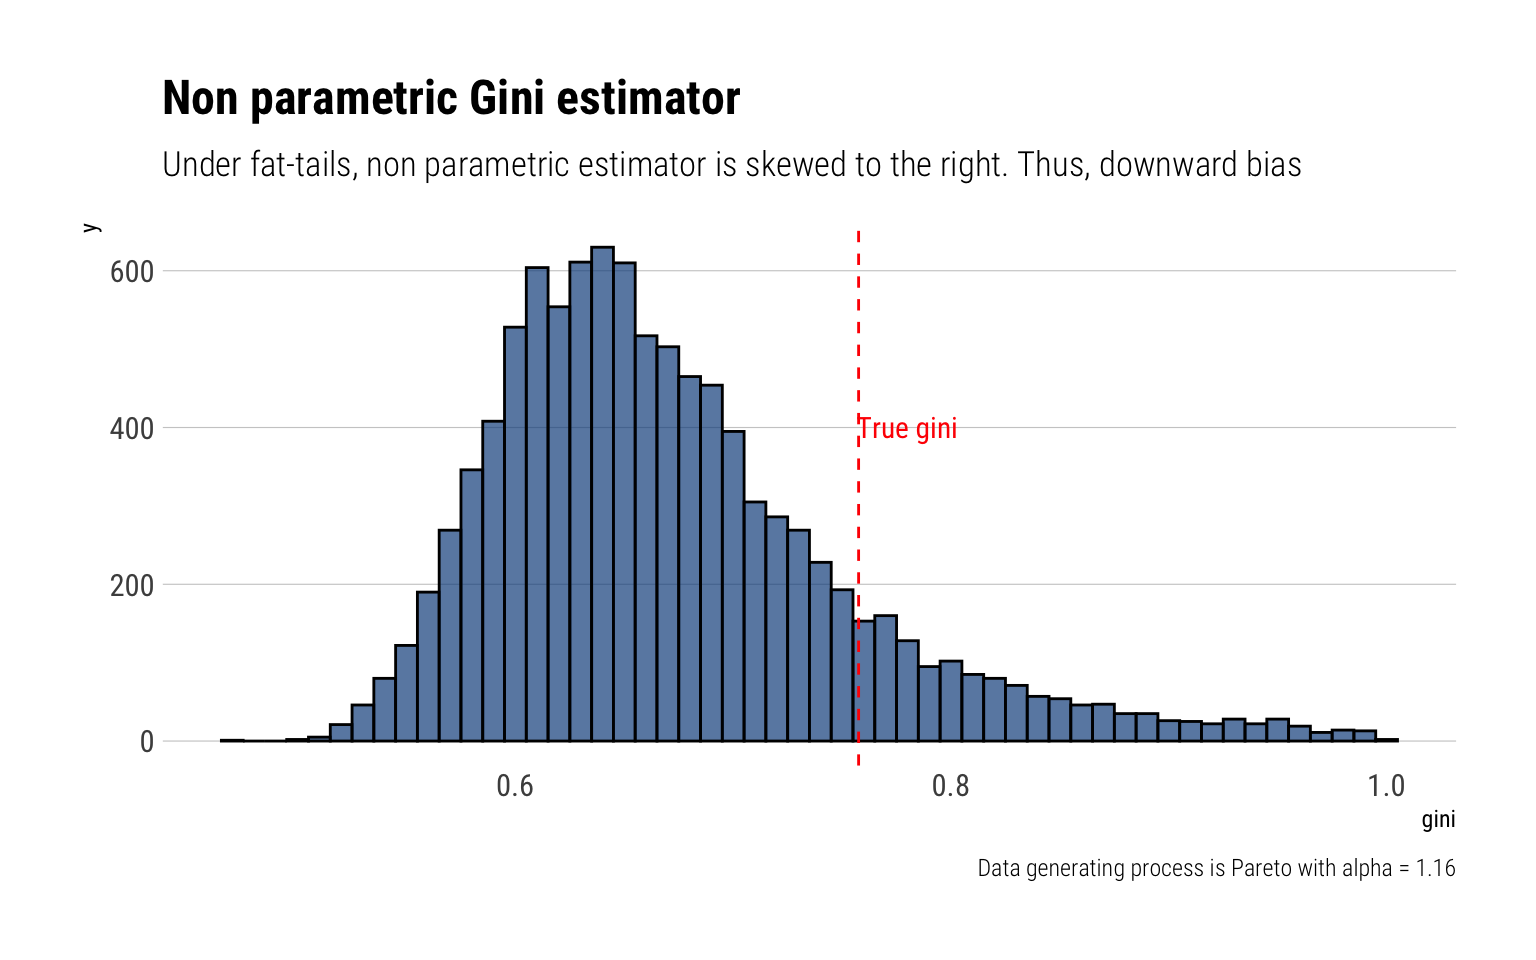 Non parametric Gini estimator
Under fat-tails, non parametric estimator is skewed to the right. Thus, downward bias
y
600
400
200
0
True gini
0.6
0.8
1.0
gini
Data generating process is Pareto with alpha = 1.16